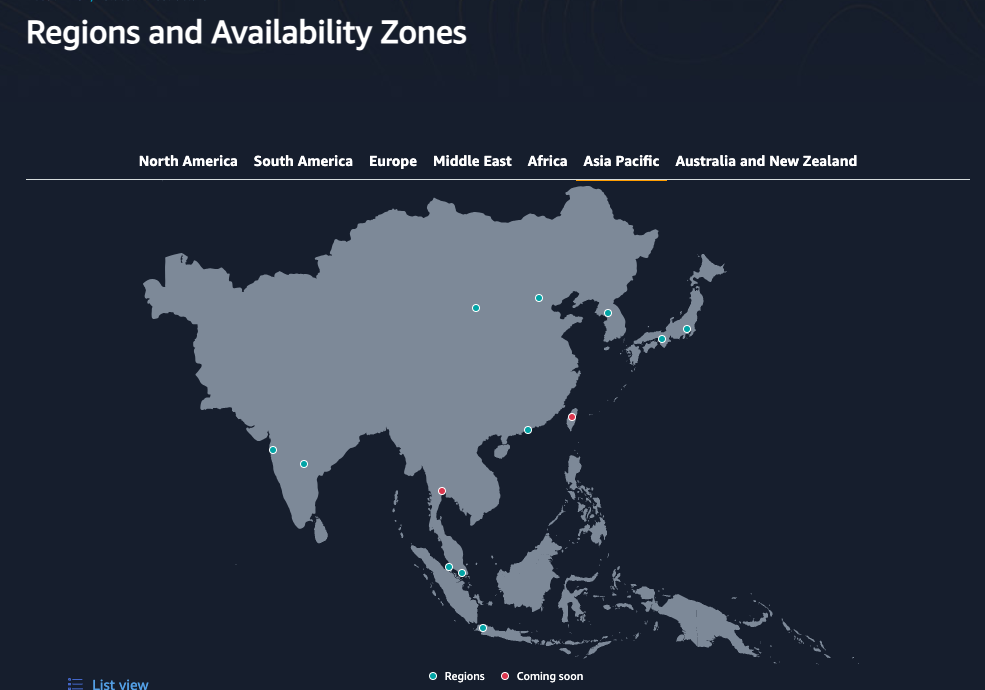 Regions and Availability Zones
North America South America Europe Middle East Africa Asia Pacific Australia and New Zealand
Regions Coming soon
List view